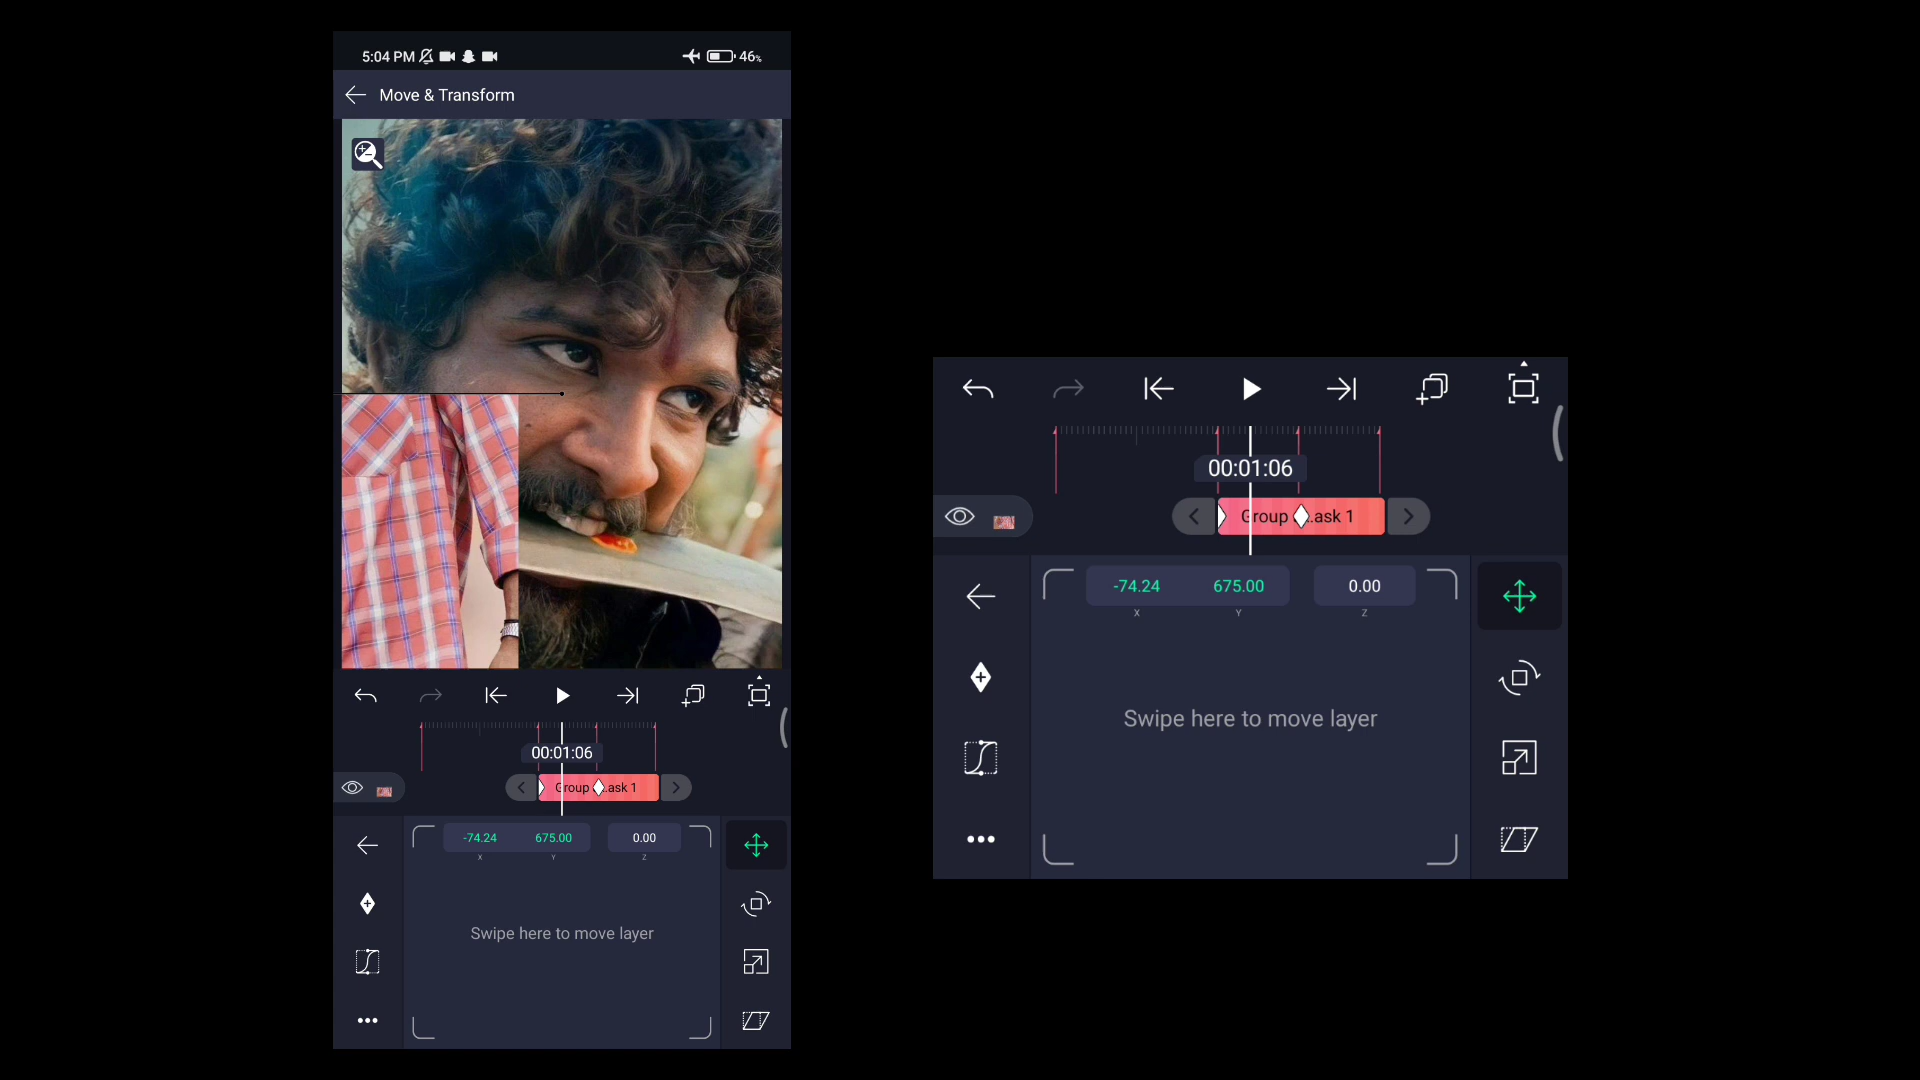 5:04 PM 46%
Move & Transform
00:01:06
Group ask 1
-74.24 675.00 0.00
X Y Z
Swipe here to move layer
00:01:06
Group ..ask 1
-74.24 675.00 0.00
X Y Z
Swipe here to move layer